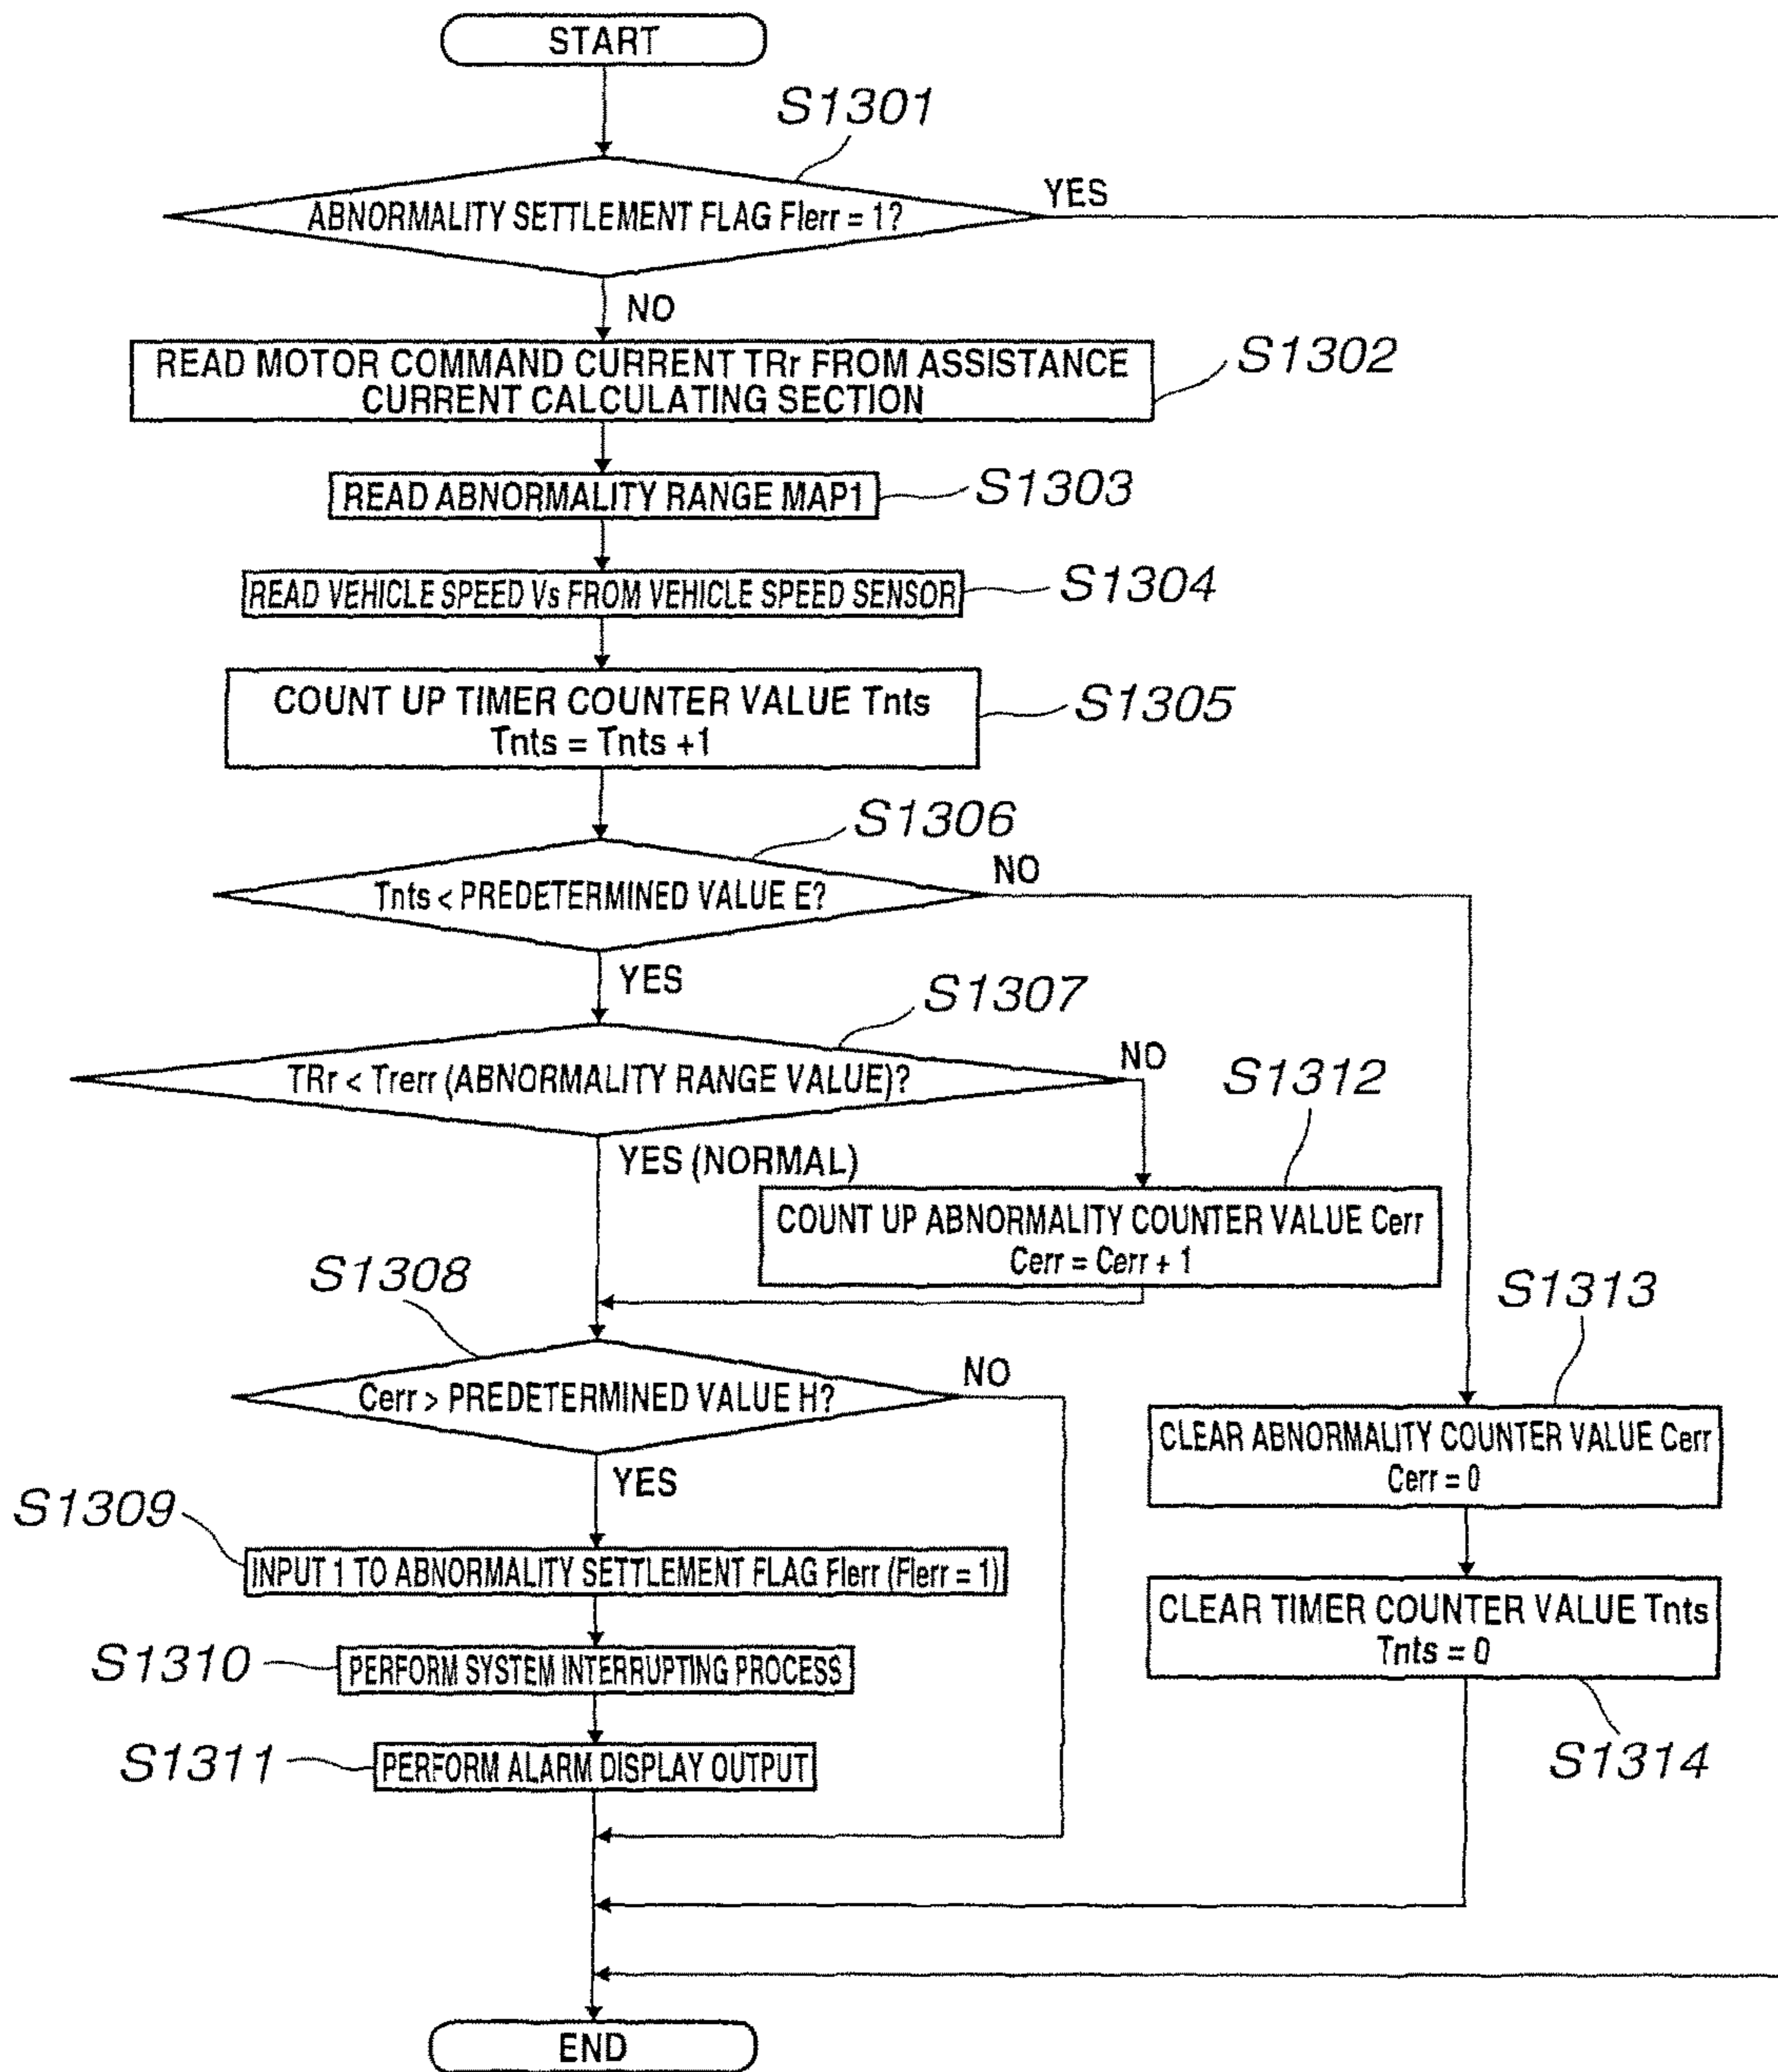 START
S1301
ABNORMALITY SETTLEMENT FLAG Flerr = 1?
YES
NO
READ MOTOR COMMAND CURRENT TRr FROM ASSISTANCE
CURRENT CALCULATING SECTION
S1302
READ ABNORMALITY RANGE MAP1
S1303
READ VEHICLE SPEED Vs FROM VEHICLE SPEED SENSOR
S1304
COUNT UP TIMER COUNTER VALUE Tnts
Tnts = Tnts +1
S1305
S1306
Tnts < PREDETERMINED VALUE E?
NO
YES
S1307
TRr < Trerr (ABNORMALITY RANGE VALUE)?
NO
S1312
YES (NORMAL)
COUNT UP ABNORMALITY COUNTER VALUE Cerr
Cerr = Cerr + 1
S1308
S1313
Cerr > PREDETERMINED VALUE H?
NO
CLEAR ABNORMALITY COUNTER VALUE Cerr
Cerr = 0
YES
S1309
INPUT 1 TO ABNORMALITY SETTLEMENT FLAG Flerr (Flerr = 1)
CLEAR TIMER COUNTER VALUE Tnts
Tnts = 0
S1310
PERFORM SYSTEM INTERRUPTING PROCESS
S1311
PERFORM ALARM DISPLAY OUTPUT
S1314
END